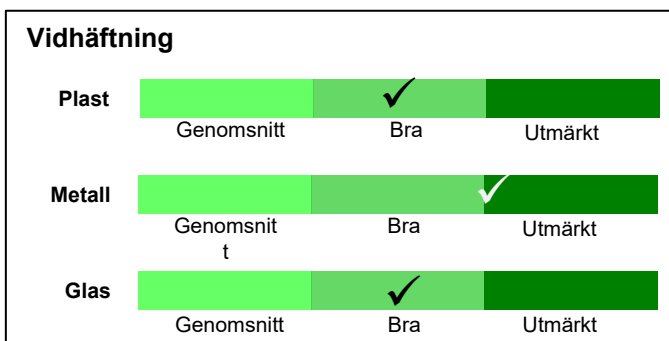 Vidhäftning
Plast
Genomsnitt Bra Utmärkt
Metall
Genomsnit
t Bra Utmärkt
Glas
Genomsnitt Bra Utmärkt